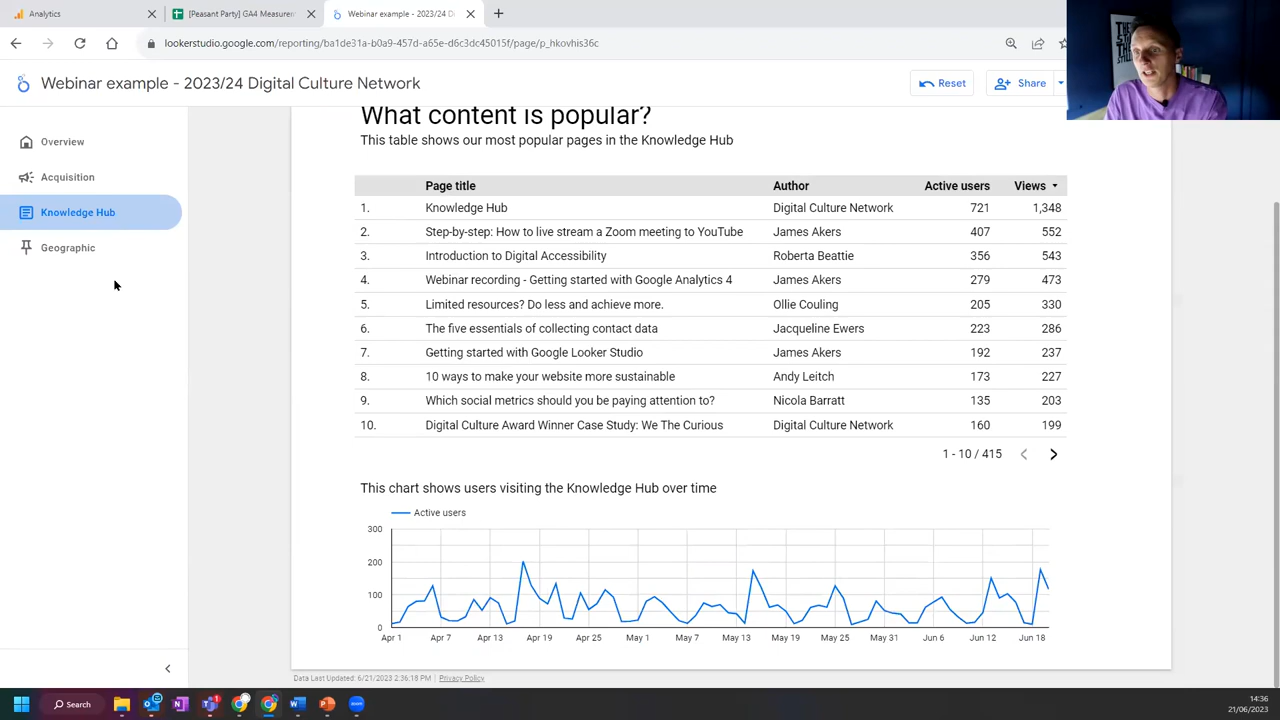 Analytics
[Peasant Party] GA4 Measurem
Webinar example - 2023/24 Di
lookerstudio.google.com/reporting/ba1de31a-b0a9-457d-a65e-d6c3dc45015f/page/p_hkovhis36c
Webinar example - 2023/24 Digital Culture Network
Reset
Share
Overview
Acquisition
Knowledge Hub
Geographic
What content is popular?
This table shows our most popular pages in the Knowledge Hub
Page title Author Active users Views
1. Knowledge Hub Digital Culture Network 721 1,348
2. Step-by-step: How to live stream a Zoom meeting to YouTube James Akers 407 552
3. Introduction to Digital Accessibility Roberta Beattie 356 543
4. Webinar recording - Getting started with Google Analytics 4 James Akers 279 473
5. Limited resources? Do less and achieve more. Ollie Couling 205 330
6. The five essentials of collecting contact data Jacqueline Ewers 223 286
7. Getting started with Google Looker Studio James Akers 192 237
8. 10 ways to make your website more sustainable Andy Leitch 173 227
9. Which social metrics should you be paying attention to? Nicola Barratt 135 203
10. Digital Culture Award Winner Case Study: We The Curious Digital Culture Network 160 199
1 - 10 / 415
This chart shows users visiting the Knowledge Hub over time
Active users
300
200
100
0
Apr 1 Apr 7 Apr 13 Apr 19 Apr 25 May 1 May 7 May 13 May 19 May 25 May 31 Jun 6 Jun 12 Jun 18
Data Last Updated: 6/21/2023 2:36:18 PM Privacy Policy
Search
14:36
21/06/2023